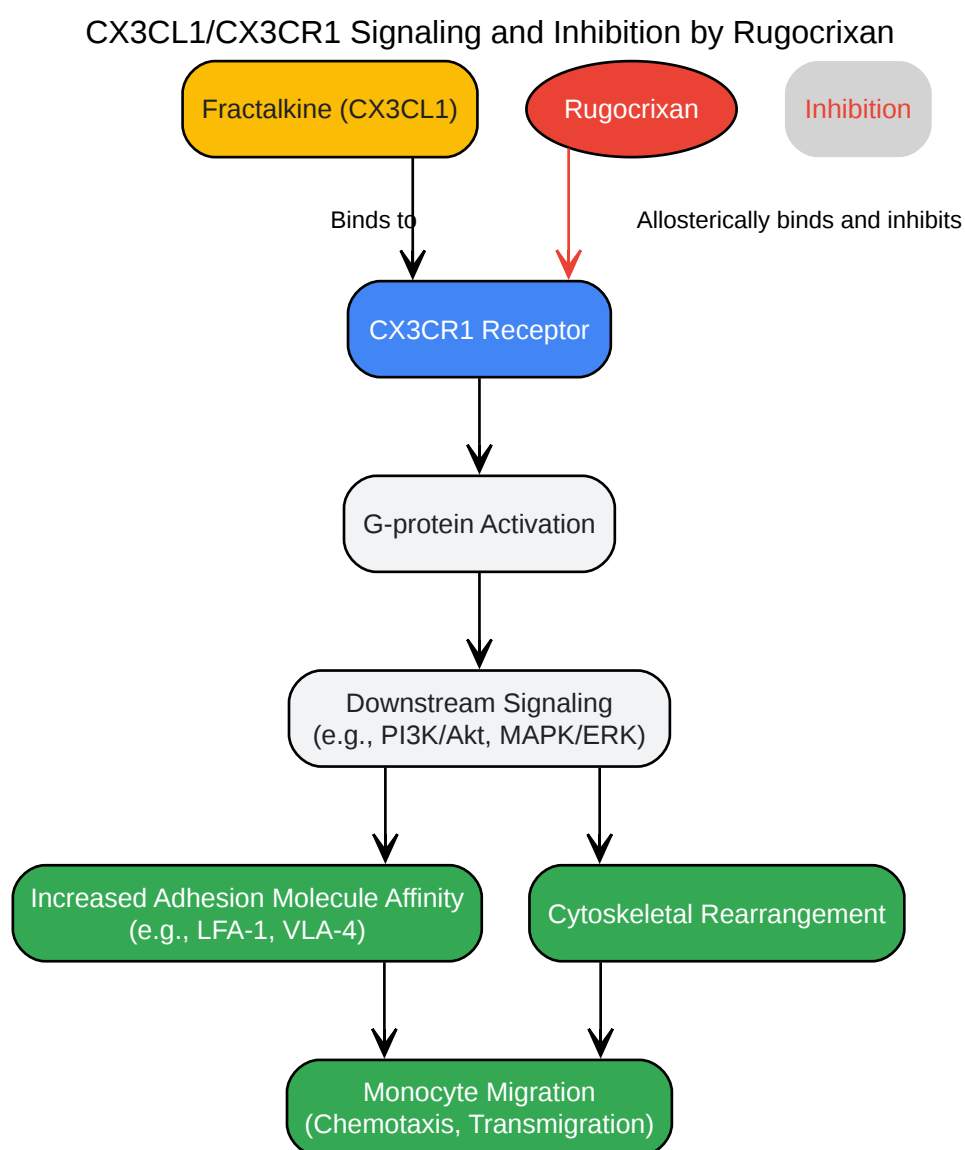 CX3CL1/CX3CR1 Signaling and Inhibition by Rugocrixan
Fractalkine (CX3CL1)
Rugocrixan
Inhibition
Binds to
Allosterically binds and inhibits
CX3CR1 Receptor
G-protein Activation
Downstream Signaling
(e.g., PI3K/Akt, MAPK/ERK)
Increased Adhesion Molecule Affinity
(e.g., LFA-1, VLA-4)
Cytoskeletal Rearrangement
Monocyte Migration
(Chemotaxis, Transmigration)